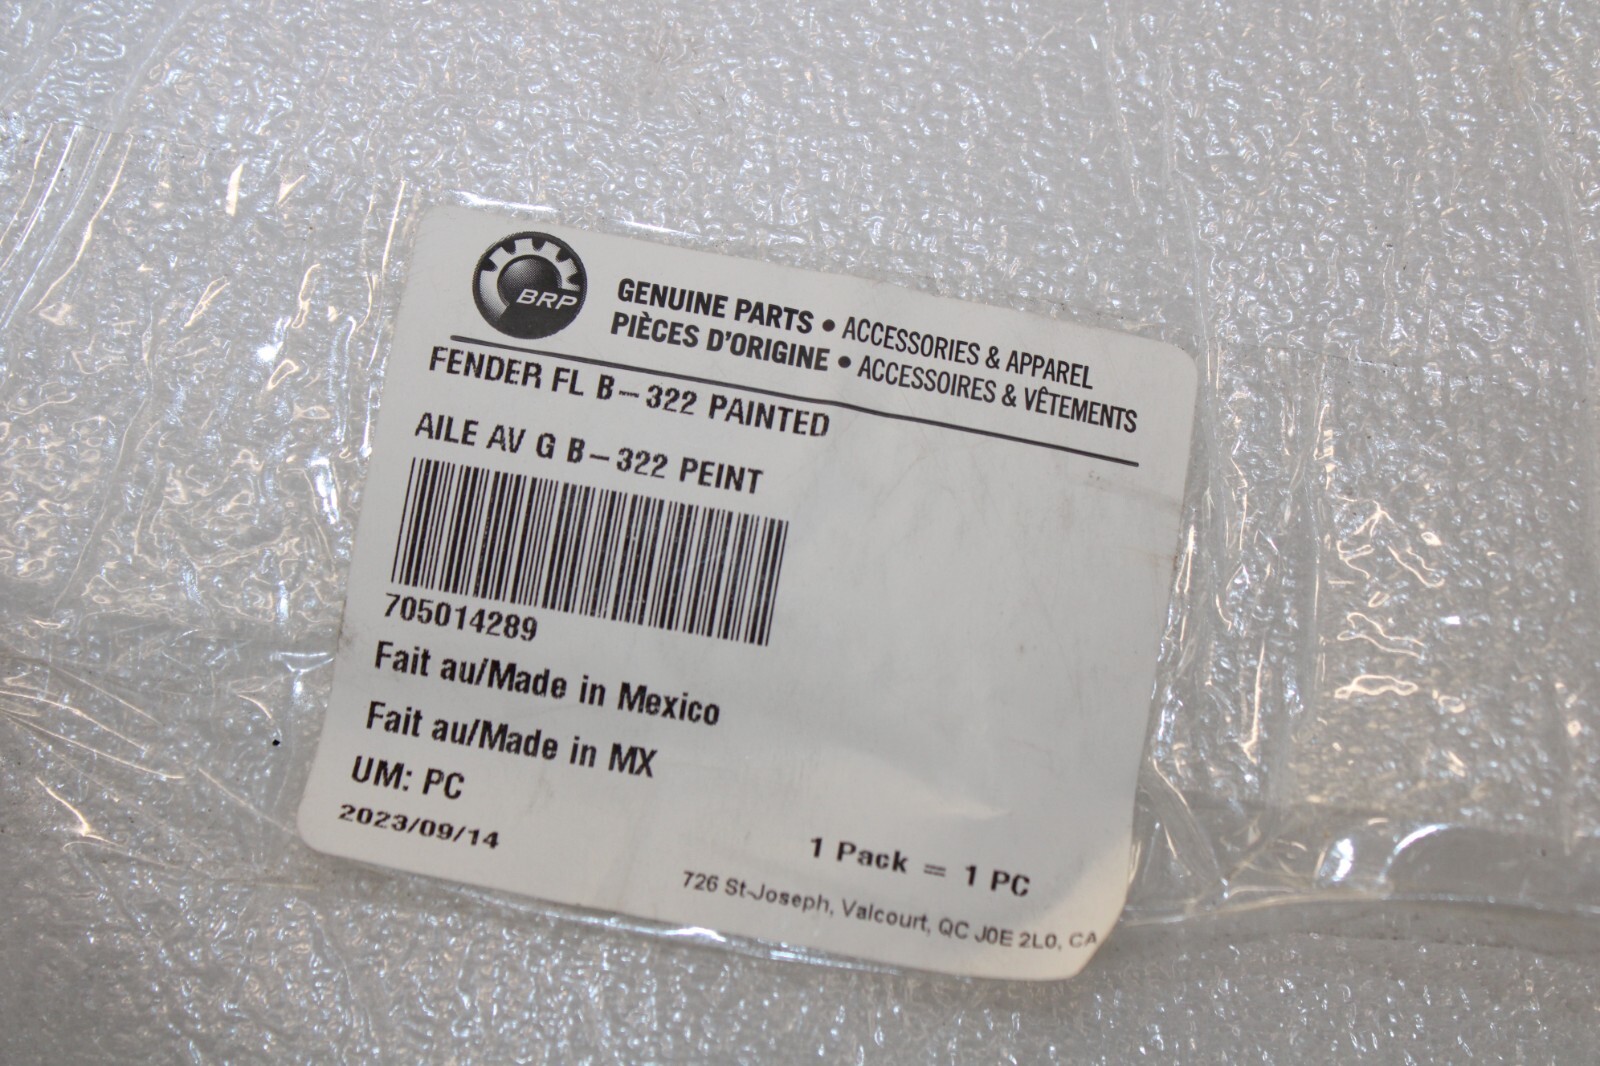 BRP
GENUINE PARTS • ACCESSORIES & APPAREL
PIÈCES D'ORIGINE • ACCESSOIRES & VÊTEMENTS
FENDER FL B-322 PAINTED
AILE AV G B-322 PEINT
705014289
Fait au/Made in Mexico
Fait au/Made in MX
UM: PC
2023/09/14
1 Pack = 1 PC
726 St-Joseph, Valcourt, QC J0E 2L0, CA